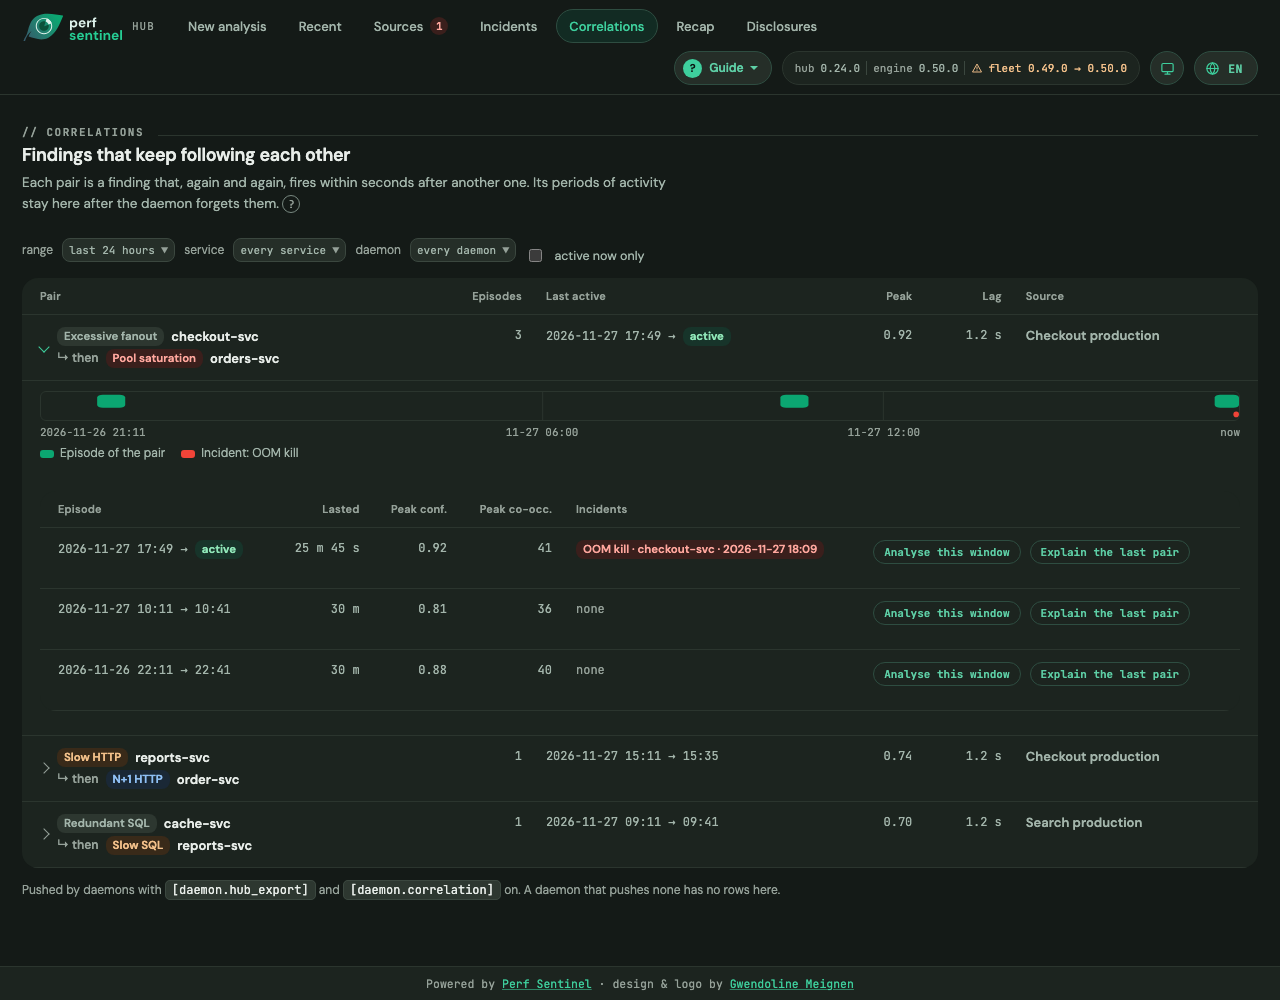 perf sentinel HUB New analysis Recent Sources 1 Incidents Correlations Recap Disclosures
? Guide hub 0.24.0 engine 0.50.0 ⚠ fleet 0.49.0 → 0.50.0 EN
// CORRELATIONS
Findings that keep following each other
Each pair is a finding that, again and again, fires within seconds after another one. Its periods of activity
stay here after the daemon forgets them. ?
range last 24 hours ▼ service every service ▼ daemon every daemon ▼ active now only
Pair Episodes Last active Peak Lag Source
Excessive fanout checkout-svc 3 2026-11-27 17:49 → active 0.92 1.2 s Checkout production
↳ then Pool saturation orders-svc
2026-11-26 21:11 11-27 06:00 11-27 12:00 now
Episode of the pair Incident: OOM kill
Episode Lasted Peak conf. Peak co-occ. Incidents
2026-11-27 17:49 → active 25 m 45 s 0.92 41 OOM kill · checkout-svc · 2026-11-27 18:09 Analyse this window Explain the last pair
2026-11-27 10:11 → 10:41 30 m 0.81 36 none Analyse this window Explain the last pair
2026-11-26 22:11 → 22:41 30 m 0.88 40 none Analyse this window Explain the last pair
Slow HTTP reports-svc 1 2026-11-27 15:11 → 15:35 0.74 1.2 s Checkout production
↳ then N+1 HTTP order-svc
Redundant SQL cache-svc 1 2026-11-27 09:11 → 09:41 0.70 1.2 s Search production
↳ then Slow SQL reports-svc
Pushed by daemons with [daemon.hub_export] and [daemon.correlation] on. A daemon that pushes none has no rows here.
Powered by Perf Sentinel · design & logo by Gwendoline Meignen